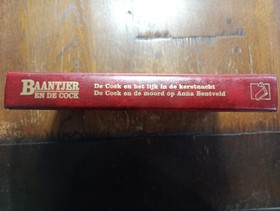 BAANTJER
EN DE COCK
De Cock en het lijk in de kerstnacht
De Cock en de moord op Anna Bentveld